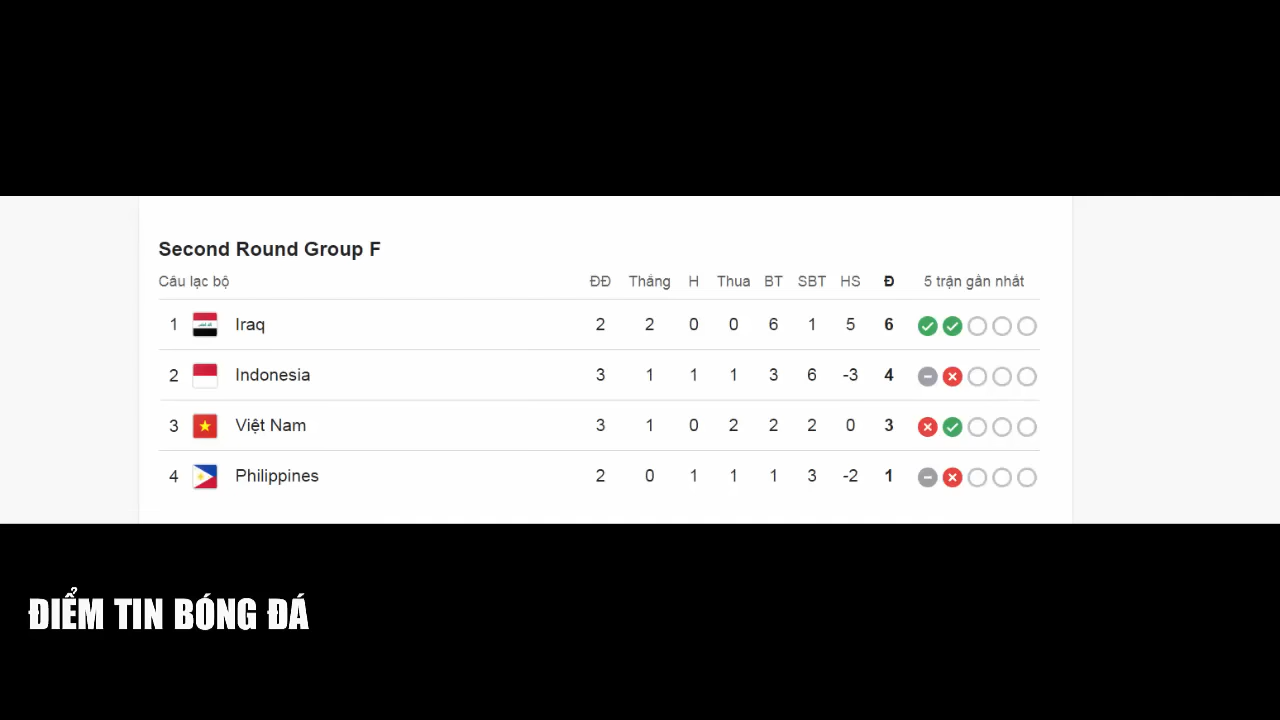 Second Round Group F
Câu lạc bộ ĐĐ Thắng H Thua BT SBT HS Đ 5 trận gần nhất
1 Iraq 2 2 0 0 6 1 5 6
2 Indonesia 3 1 1 1 3 6 -3 4
3 Việt Nam 3 1 0 2 2 2 0 3
4 Philippines 2 0 1 1 1 3 -2 1
ĐIỂM TIN BÓNG ĐÁ